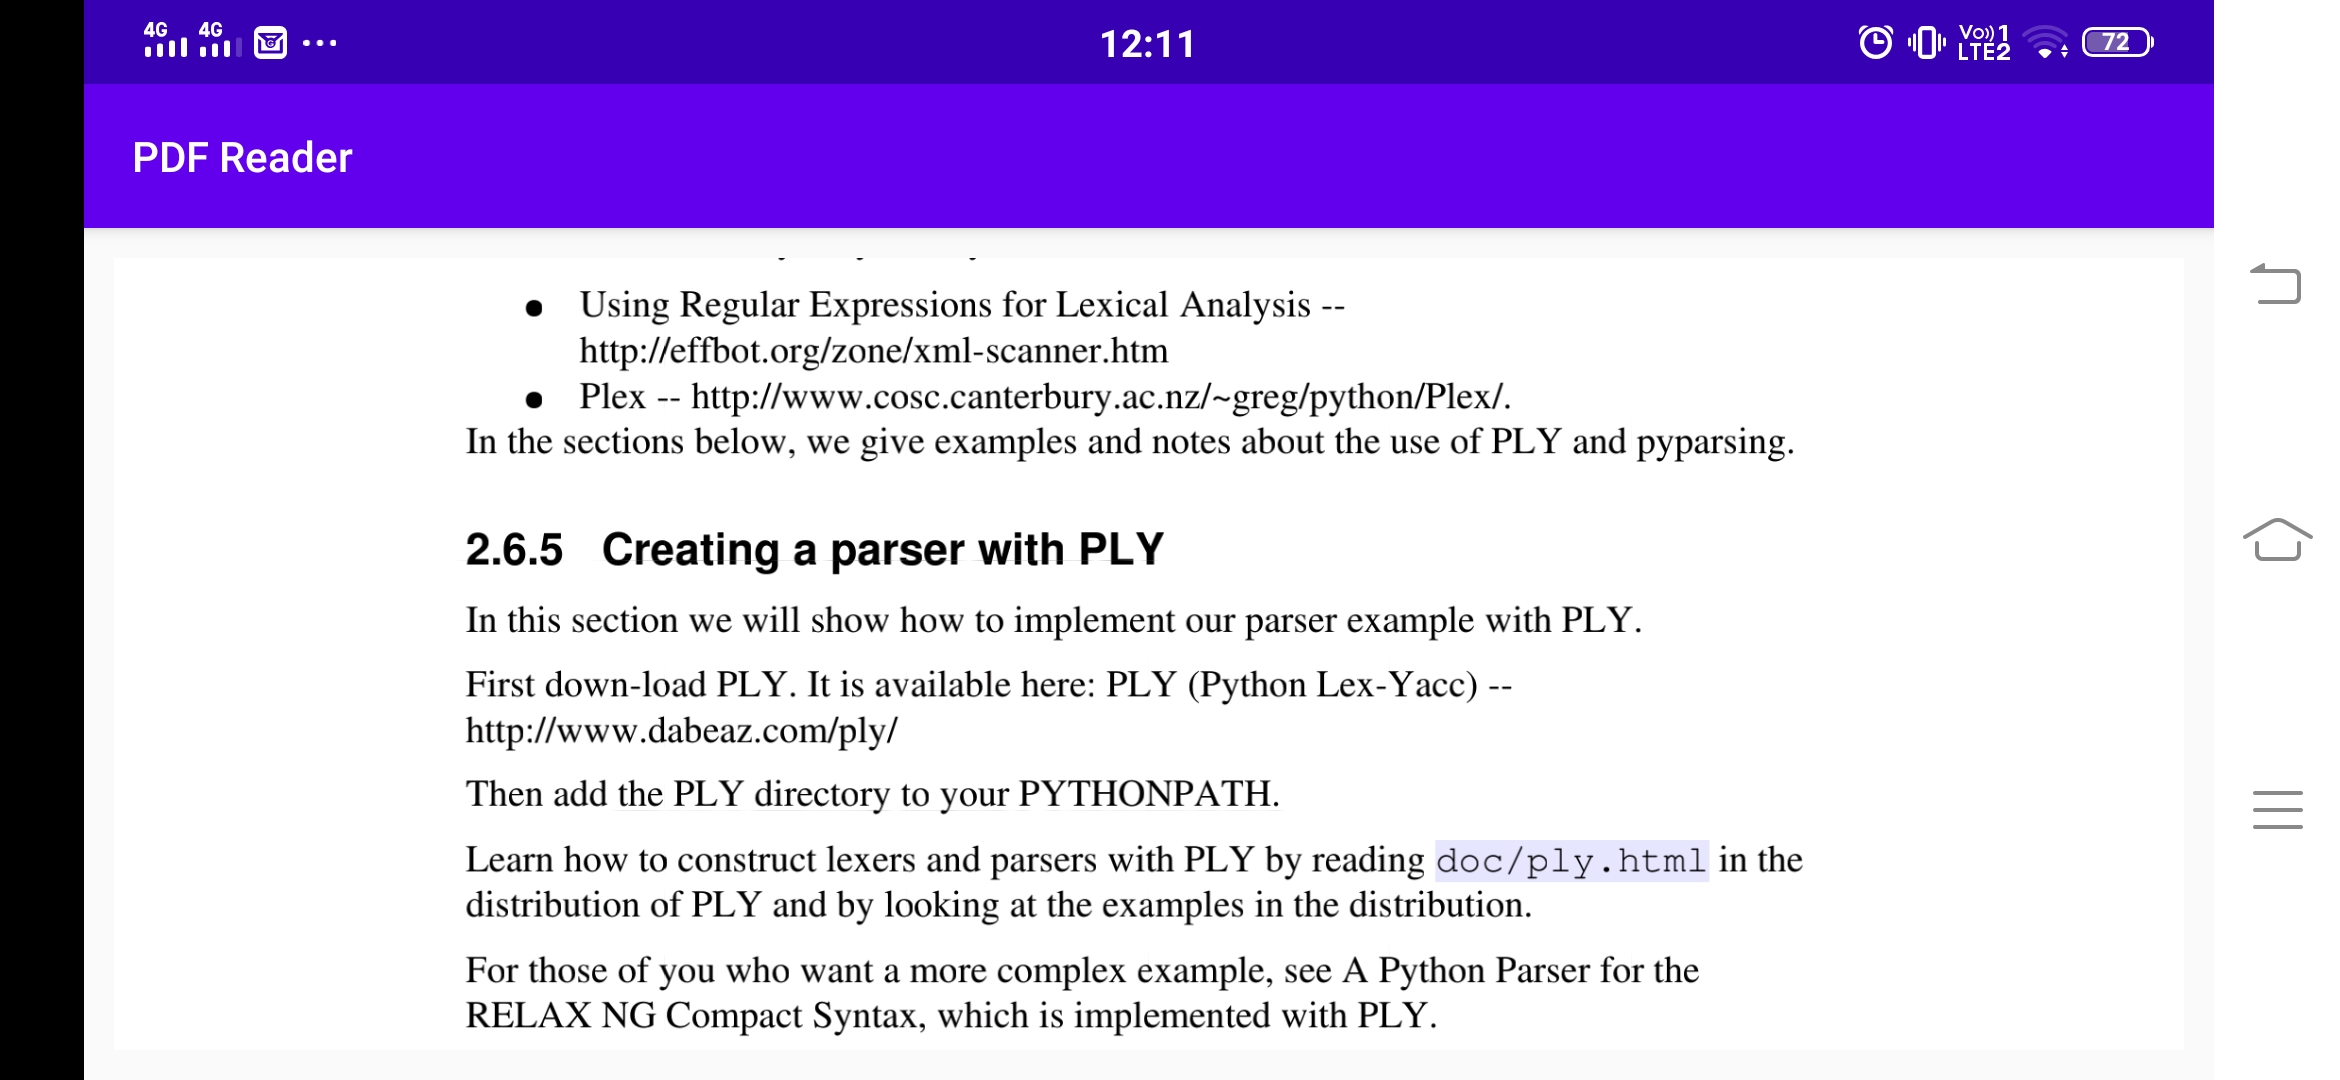 4G 4G
12:11
Vo)) 1
LTE2
72
PDF Reader
● Using Regular Expressions for Lexical Analysis --
http://effbot.org/zone/xml-scanner.htm
● Plex -- http://www.cosc.canterbury.ac.nz/~greg/python/Plex/.
In the sections below, we give examples and notes about the use of PLY and pyparsing.
2.6.5 Creating a parser with PLY
In this section we will show how to implement our parser example with PLY.
First down-load PLY. It is available here: PLY (Python Lex-Yacc) --
http://www.dabeaz.com/ply/
Then add the PLY directory to your PYTHONPATH.
Learn how to construct lexers and parsers with PLY by reading doc/ply.html in the
distribution of PLY and by looking at the examples in the distribution.
For those of you who want a more complex example, see A Python Parser for the
RELAX NG Compact Syntax, which is implemented with PLY.